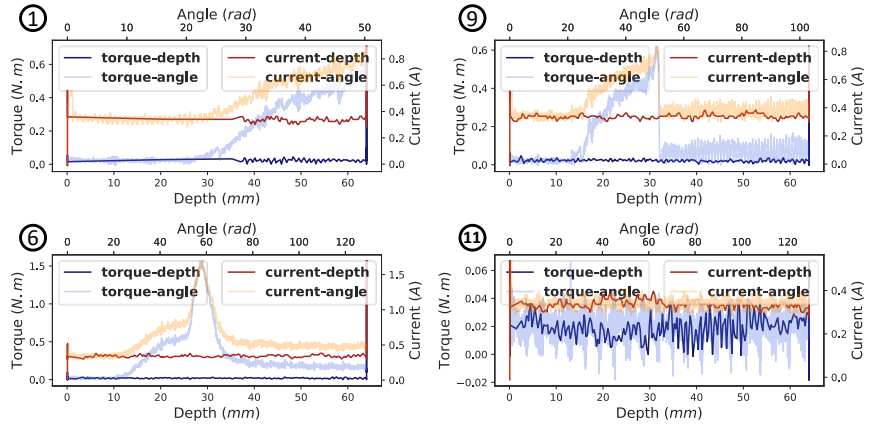 1
Angle (rad)
0 10 20 30 40 50
torque-depth
torque-angle
current-depth
current-angle
Torque (N. m)
0.6
0.4
0.2
0.0
Current (A)
0.8
0.6
0.4
0.2
0.0
0 10 20 30 40 50 60
Depth (mm)
9
Angle (rad)
0 20 40 60 80 100
torque-depth
torque-angle
current-depth
current-angle
Torque (N. m)
0.6
0.4
0.2
0.0
Current (A)
0.8
0.6
0.4
0.2
0.0
0 10 20 30 40 50 60
Depth (mm)
6
Angle (rad)
0 20 40 60 80 100 120
torque-depth
torque-angle
current-depth
current-angle
Torque (N. m)
1.5
1.0
0.5
0.0
Current (A)
1.5
1.0
0.5
0.0
0 10 20 30 40 50 60
Depth (mm)
11
Angle (rad)
0 20 40 60 80 100 120
torque-depth
torque-angle
current-depth
current-angle
Torque (N. m)
0.06
0.04
0.02
0.00
−0.02
Current (A)
0.4
0.2
0.0
0 10 20 30 40 50 60
Depth (mm)